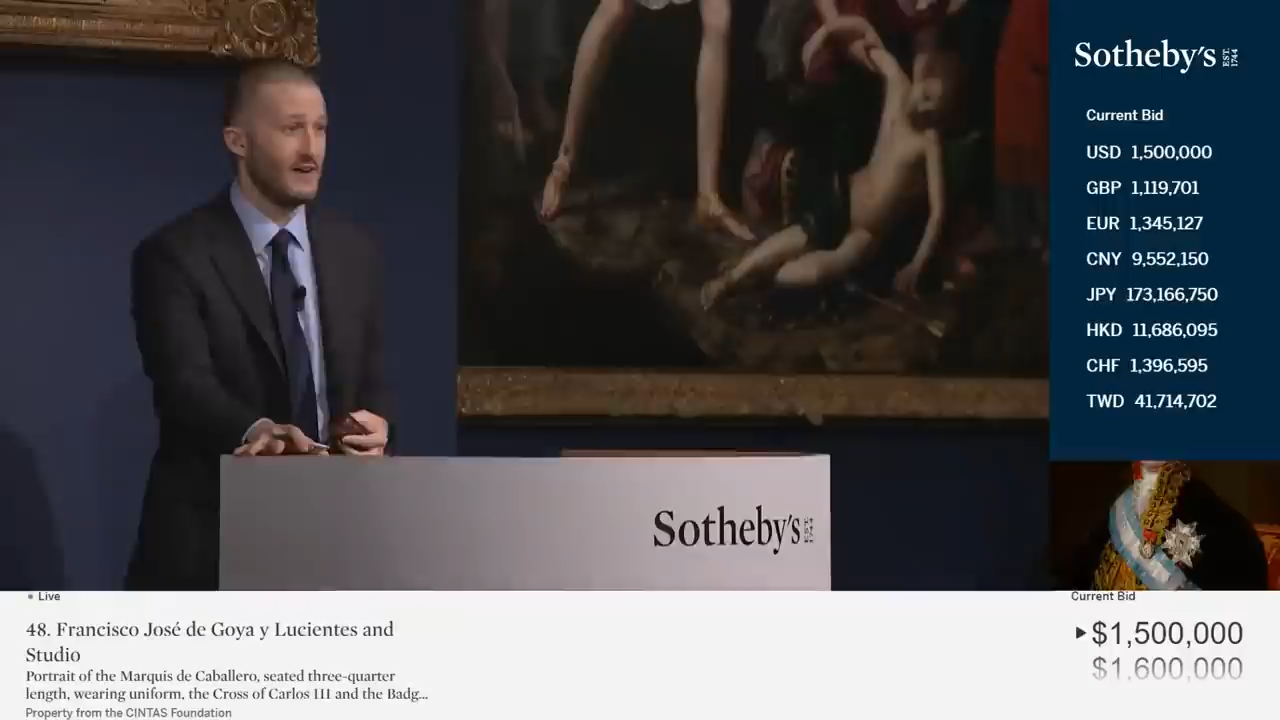 Sotheby's EST. 1744
Current Bid
USD 1,500,000
GBP 1,119,701
EUR 1,345,127
CNY 9,552,150
JPY 173,166,750
HKD 11,686,095
CHF 1,396,595
TWD 41,714,702
Sotheby's EST. 1744
• Live
48. Francisco José de Goya y Lucientes and
Studio
Portrait of the Marquis de Caballero, seated three-quarter
length, wearing uniform, the Cross of Carlos III and the Badg...
Property from the CINTAS Foundation
Current Bid
$1,500,000
$1,600,000